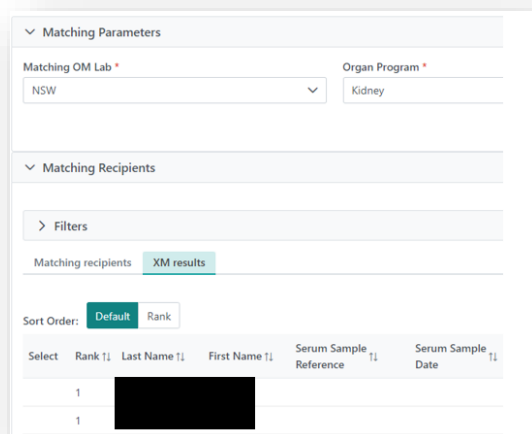 Matching Parameters
Matching OM Lab * Organ Program *
NSW Kidney
Matching Recipients
Filters
Matching recipients XM results
Sort Order: Default Rank
Select Rank Last Name First Name Serum Sample Reference Serum Sample Date
1
1